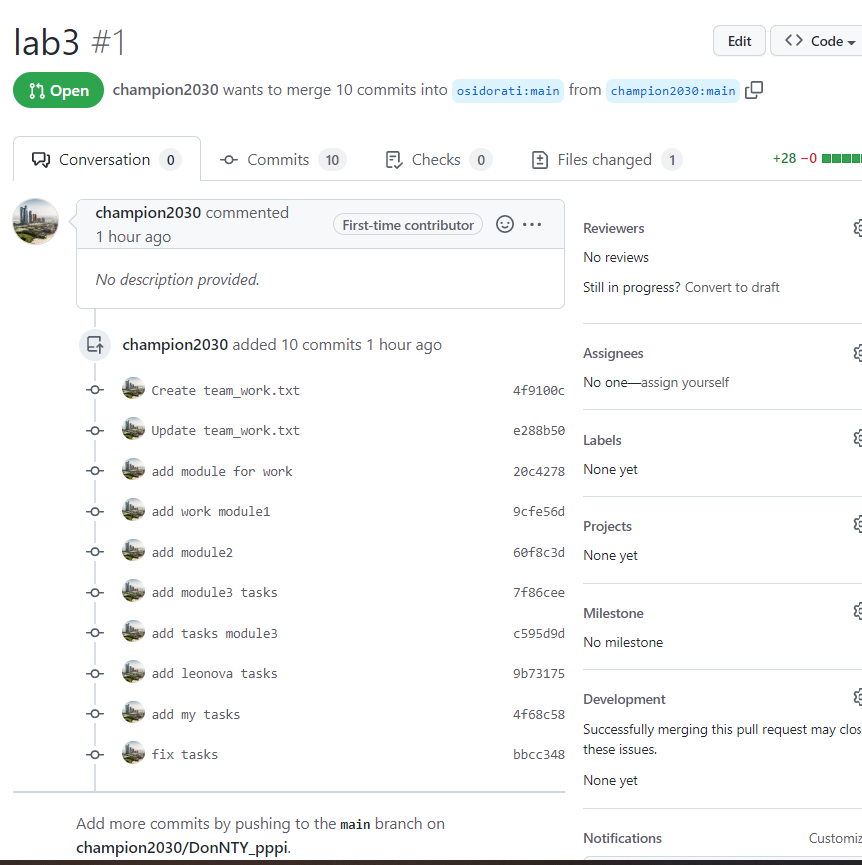 lab3 #1
Edit
Code
Open
champion2030 wants to merge 10 commits into osidorati:main from champion2030:main
Conversation 0
Commits 10
Checks 0
Files changed 1
+28 −0
champion2030 commented
1 hour ago
First-time contributor
No description provided.
champion2030 added 10 commits 1 hour ago
Create team_work.txt 4f9100c
Update team_work.txt e288b50
add module for work 20c4278
add work module1 9cfe56d
add module2 60f8c3d
add module3 tasks 7f86cee
add tasks module3 c595d9d
add leonova tasks 9b73175
add my tasks 4f68c58
fix tasks bbcc348
Add more commits by pushing to the main branch on
champion2030/DonNTY_pppi.
Reviewers
No reviews
Still in progress? Convert to draft
Assignees
No one—assign yourself
Labels
None yet
Projects
None yet
Milestone
No milestone
Development
Successfully merging this pull request may clos
these issues.
None yet
Notifications
Customiz